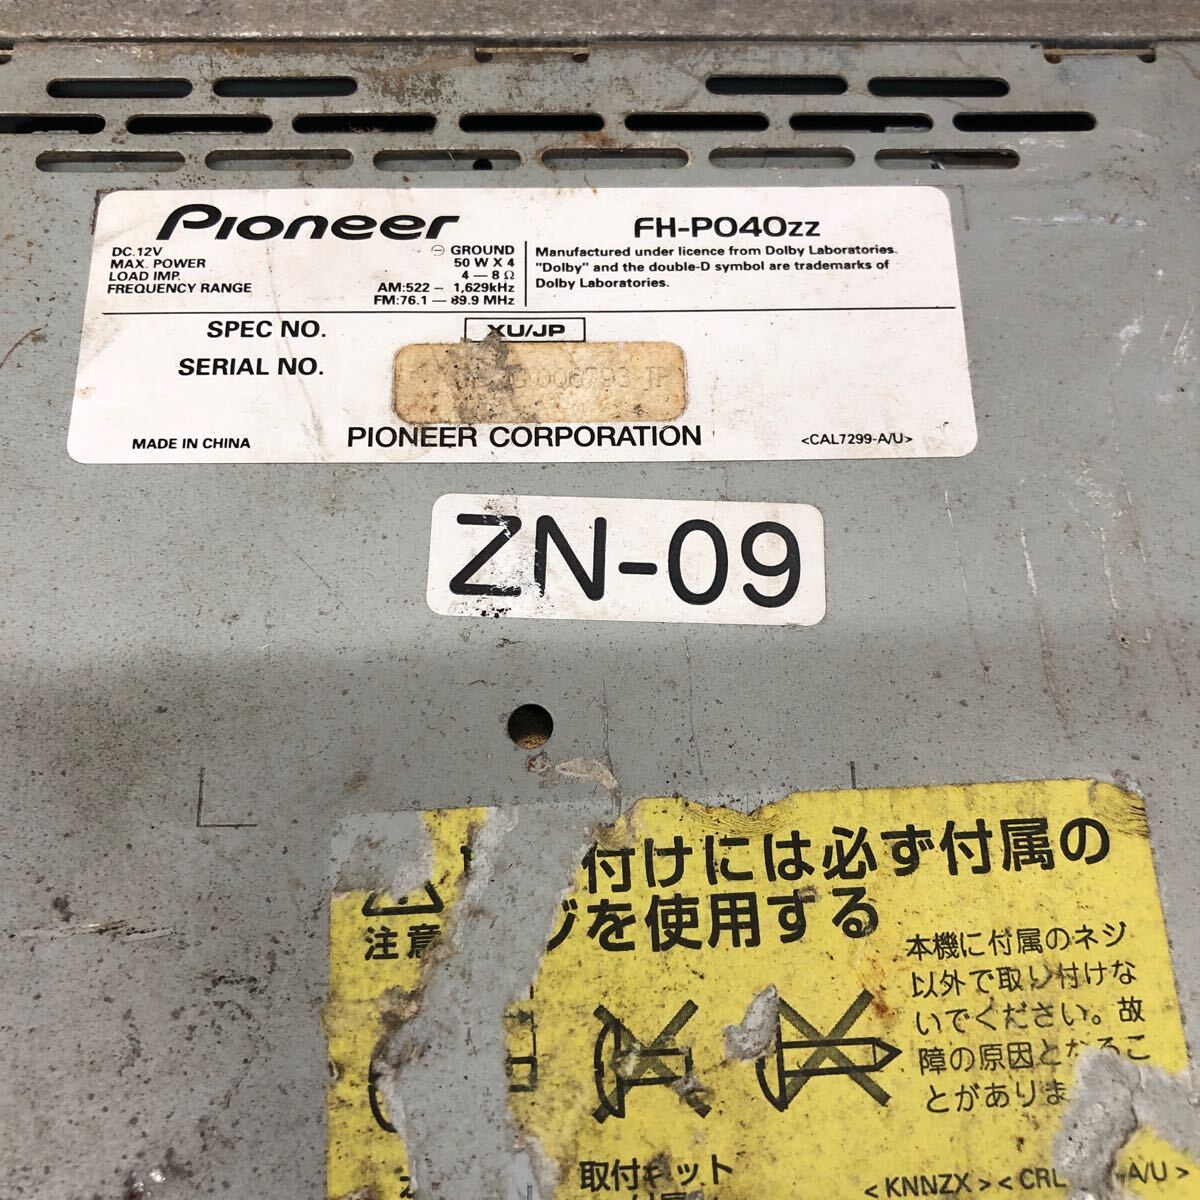 Pioneer FH-P040ZZ
DC.12V ⊖ GROUND
MAX. POWER 50 W X 4
LOAD IMP. 4 — 8 Ω
FREQUENCY RANGE AM:522 – 1,629kHz
FM:76.1 — 89.9 MHz
Manufactured under licence from Dolby Laboratories.
"Dolby" and the double-D symbol are trademarks of
Dolby Laboratories.
SPEC NO. XU/JP
SERIAL NO. 006793 JP
MADE IN CHINA PIONEER CORPORATION <CAL7299-A/U>
ZN-09
付けには必ず付属の
ジを使用する
注意
本機に付属のネジ
以外で取り付けな
いでください。故
障の原因となるこ
とがありま
取付キット
<KNNZX> <CRL -A/U>